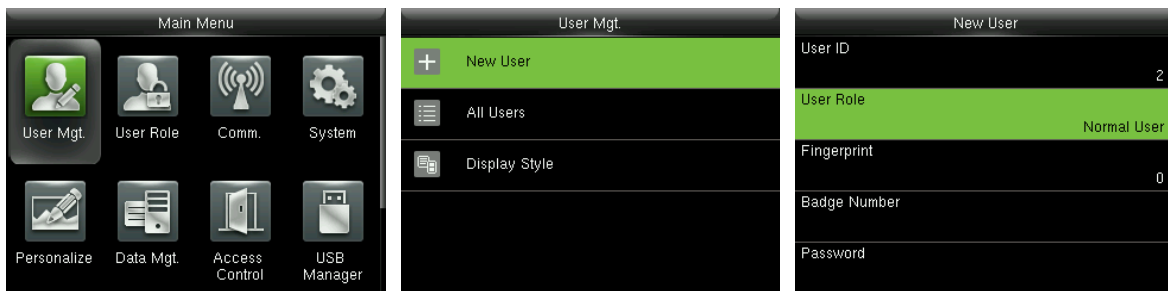 Main Menu
User Mgt.
User Role
Comm.
System
Personalize
Data Mgt.
Access
Control
USB
Manager
User Mgt.
New User
All Users
Display Style
New User
User ID
2
User Role
Normal User
Fingerprint
0
Badge Number
Password